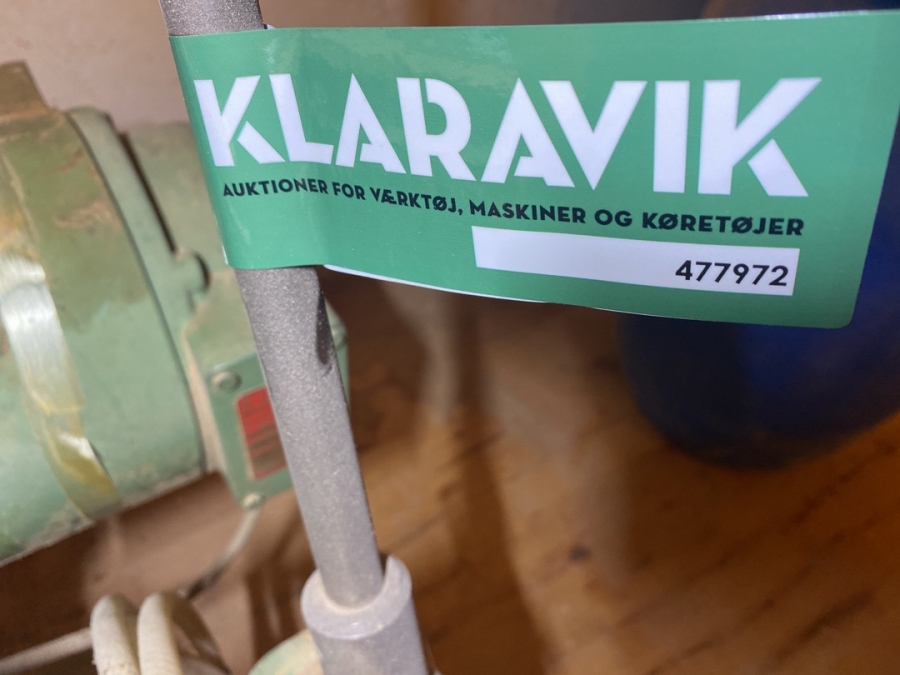 KLARAVIK
AUKTIONER FOR VÆRKTØJ, MASKINER OG KØRETØJER
477972